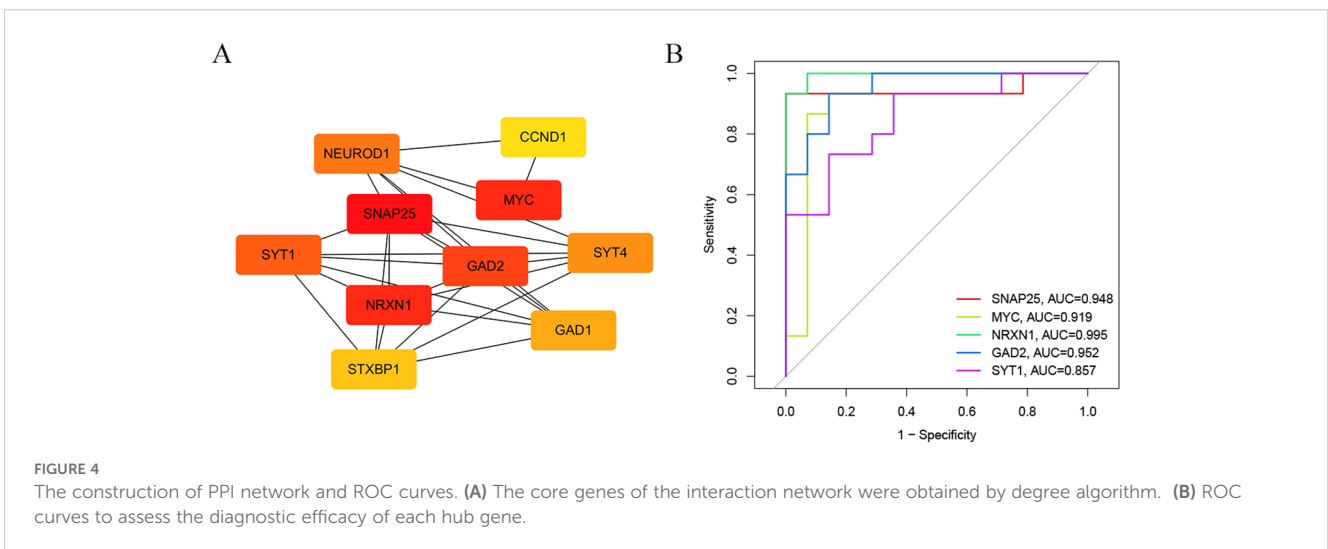 A
NEUROD1
CCND1
MYC
SNAP25
SYT1
GAD2
SYT4
NRXN1
GAD1
STXBP1
B
Sensitivity
1.0
0.8
0.6
0.4
0.2
0.0
SNAP25, AUC=0.948
MYC, AUC=0.919
NRXN1, AUC=0.995
GAD2, AUC=0.952
SYT1, AUC=0.857
0.0 0.2 0.4 0.6 0.8 1.0
1 − Specificity
FIGURE 4
The construction of PPI network and ROC curves. (A) The core genes of the interaction network were obtained by degree algorithm. (B) ROC
curves to assess the diagnostic efficacy of each hub gene.